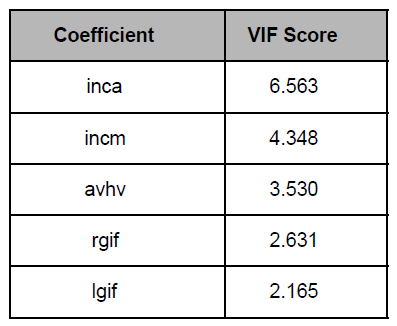 Coefficient VIF Score
inca 6.563
incm 4.348
avhv 3.530
rgif 2.631
lgif 2.165